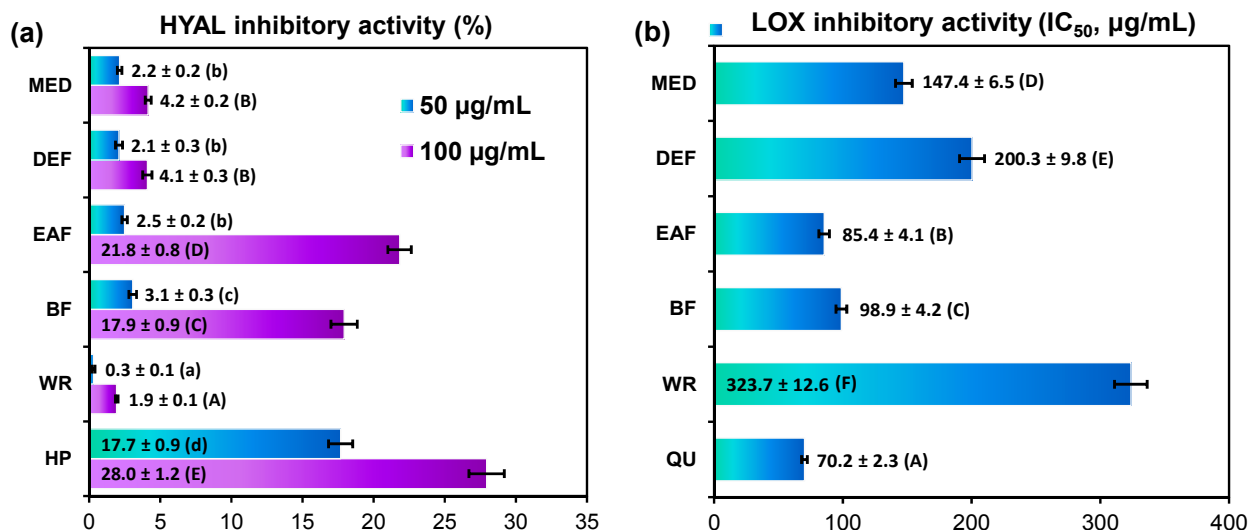 (a)
HYAL inhibitory activity (%)
MED
2.2 ± 0.2 (b)
4.2 ± 0.2 (B)
50 µg/mL
100 µg/mL
DEF
2.1 ± 0.3 (b)
4.1 ± 0.3 (B)
EAF
2.5 ± 0.2 (b)
21.8 ± 0.8 (D)
BF
3.1 ± 0.3 (c)
17.9 ± 0.9 (C)
WR
0.3 ± 0.1 (a)
1.9 ± 0.1 (A)
HP
17.7 ± 0.9 (d)
28.0 ± 1.2 (E)
0 5 10 15 20 25 30 35
(b)
LOX inhibitory activity (IC50, µg/mL)
MED
147.4 ± 6.5 (D)
DEF
200.3 ± 9.8 (E)
EAF
85.4 ± 4.1 (B)
BF
98.9 ± 4.2 (C)
WR
323.7 ± 12.6 (F)
QU
70.2 ± 2.3 (A)
0 100 200 300 400